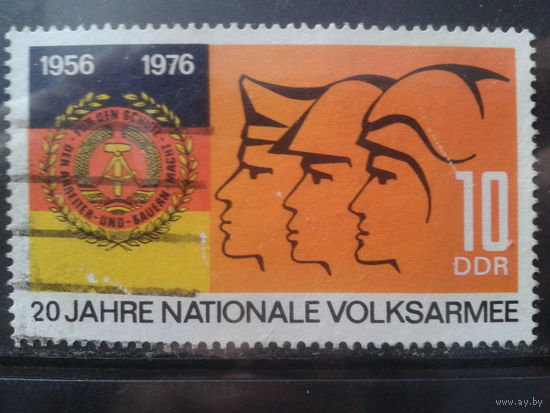 1956 1976
FÜR DEN SCHUTZ DER ARBEITER-UND-BAUERN-MACHT
10
DDR
20 JAHRE NATIONALE VOLKSARMEE
www.ay.by